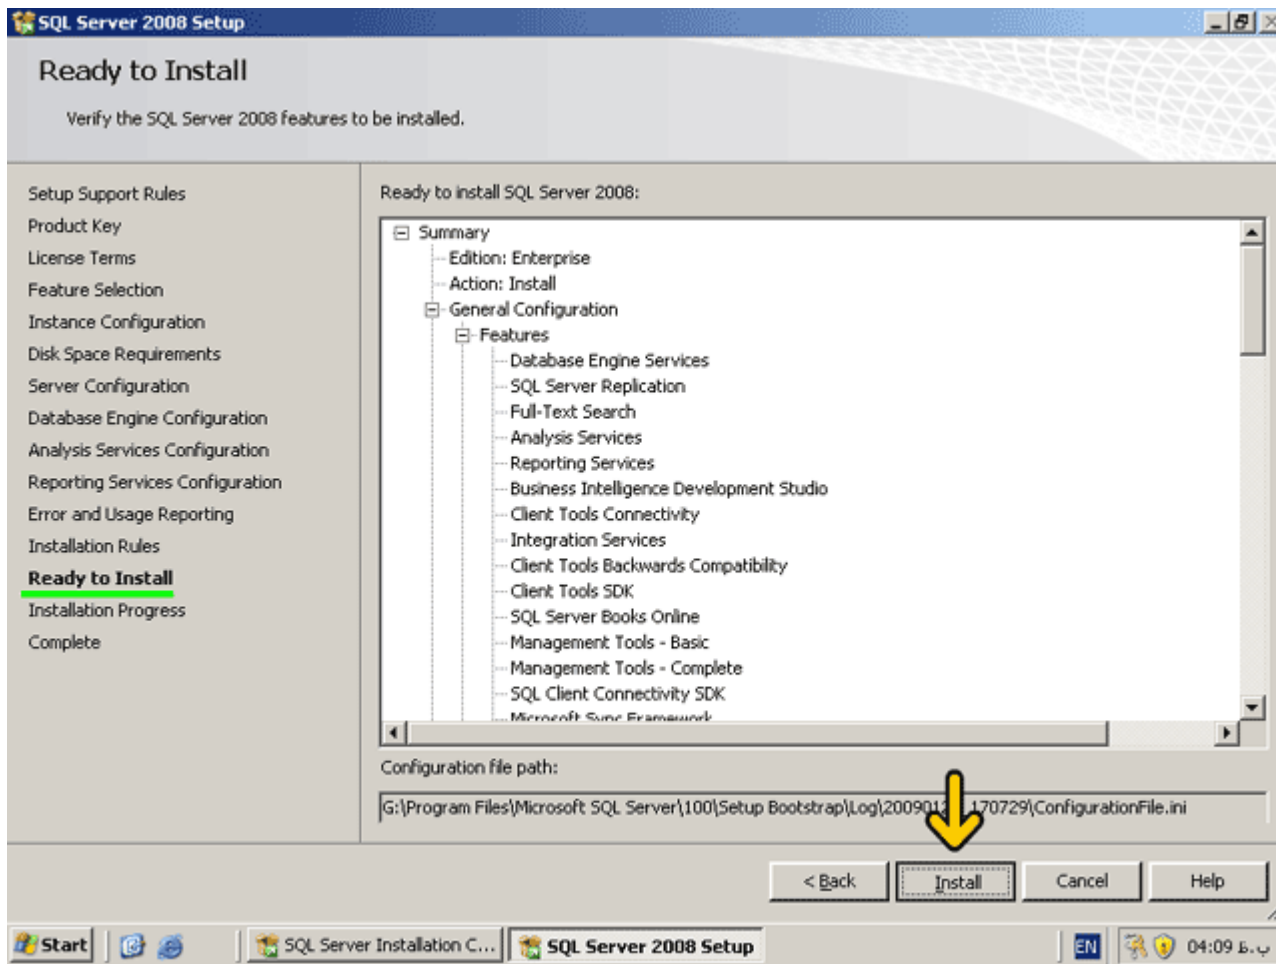 SQL Server 2008 Setup
Ready to Install
Verify the SQL Server 2008 features to be installed.
Setup Support Rules
Product Key
License Terms
Feature Selection
Instance Configuration
Disk Space Requirements
Server Configuration
Database Engine Configuration
Analysis Services Configuration
Reporting Services Configuration
Error and Usage Reporting
Installation Rules
Ready to Install
Installation Progress
Complete
Ready to install SQL Server 2008:
Summary
Edition: Enterprise
Action: Install
General Configuration
Features
Database Engine Services
SQL Server Replication
Full-Text Search
Analysis Services
Reporting Services
Business Intelligence Development Studio
Client Tools Connectivity
Integration Services
Client Tools Backwards Compatibility
Client Tools SDK
SQL Server Books Online
Management Tools - Basic
Management Tools - Complete
SQL Client Connectivity SDK
Microsoft Sync Framework
Configuration file path:
G:\Program Files\Microsoft SQL Server\100\Setup Bootstrap\Log\200901 170729\ConfigurationFile.ini
< Back
Install
Cancel
Help
Start
SQL Server Installation C...
SQL Server 2008 Setup
EN
04:09 ب.ظ